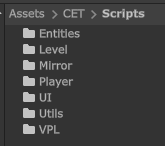 Assets > CET > Scripts
Entities
Level
Mirror
Player
UI
Utils
VPL